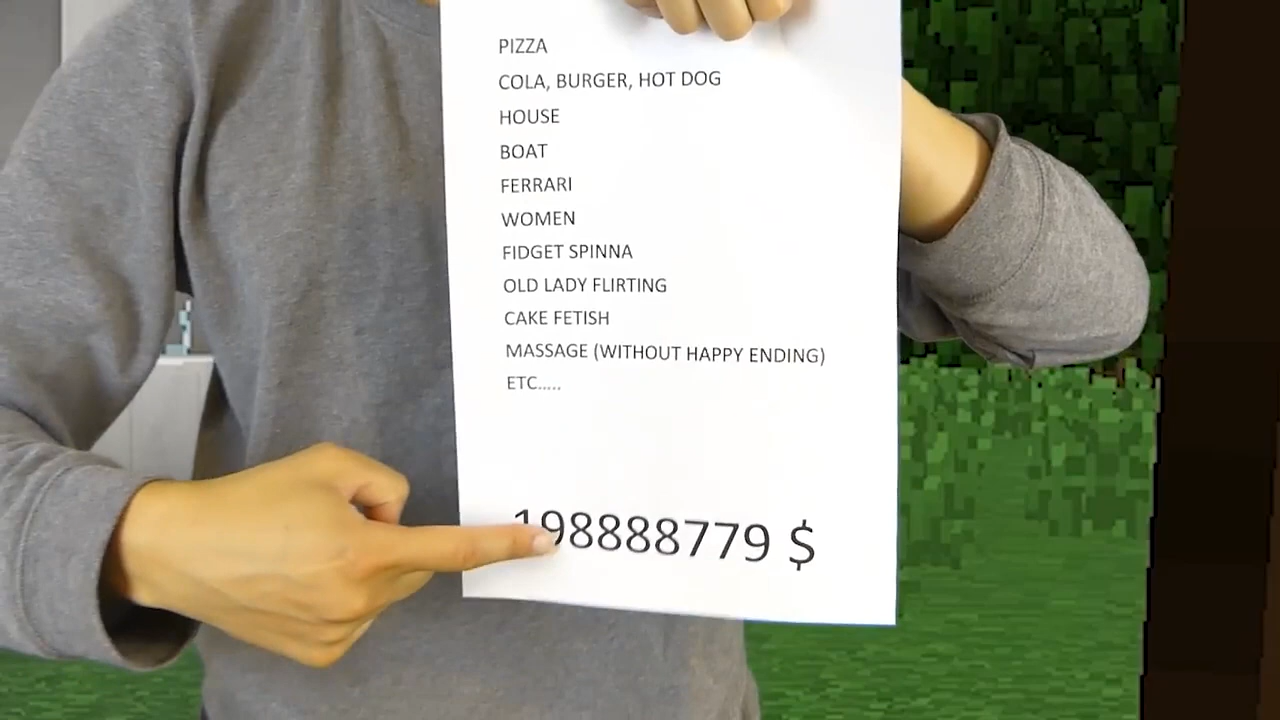 PIZZA
COLA, BURGER, HOT DOG
HOUSE
BOAT
FERRARI
WOMEN
FIDGET SPINNA
OLD LADY FLIRTING
CAKE FETISH
MASSAGE (WITHOUT HAPPY ENDING)
ETC.....
198888779 $